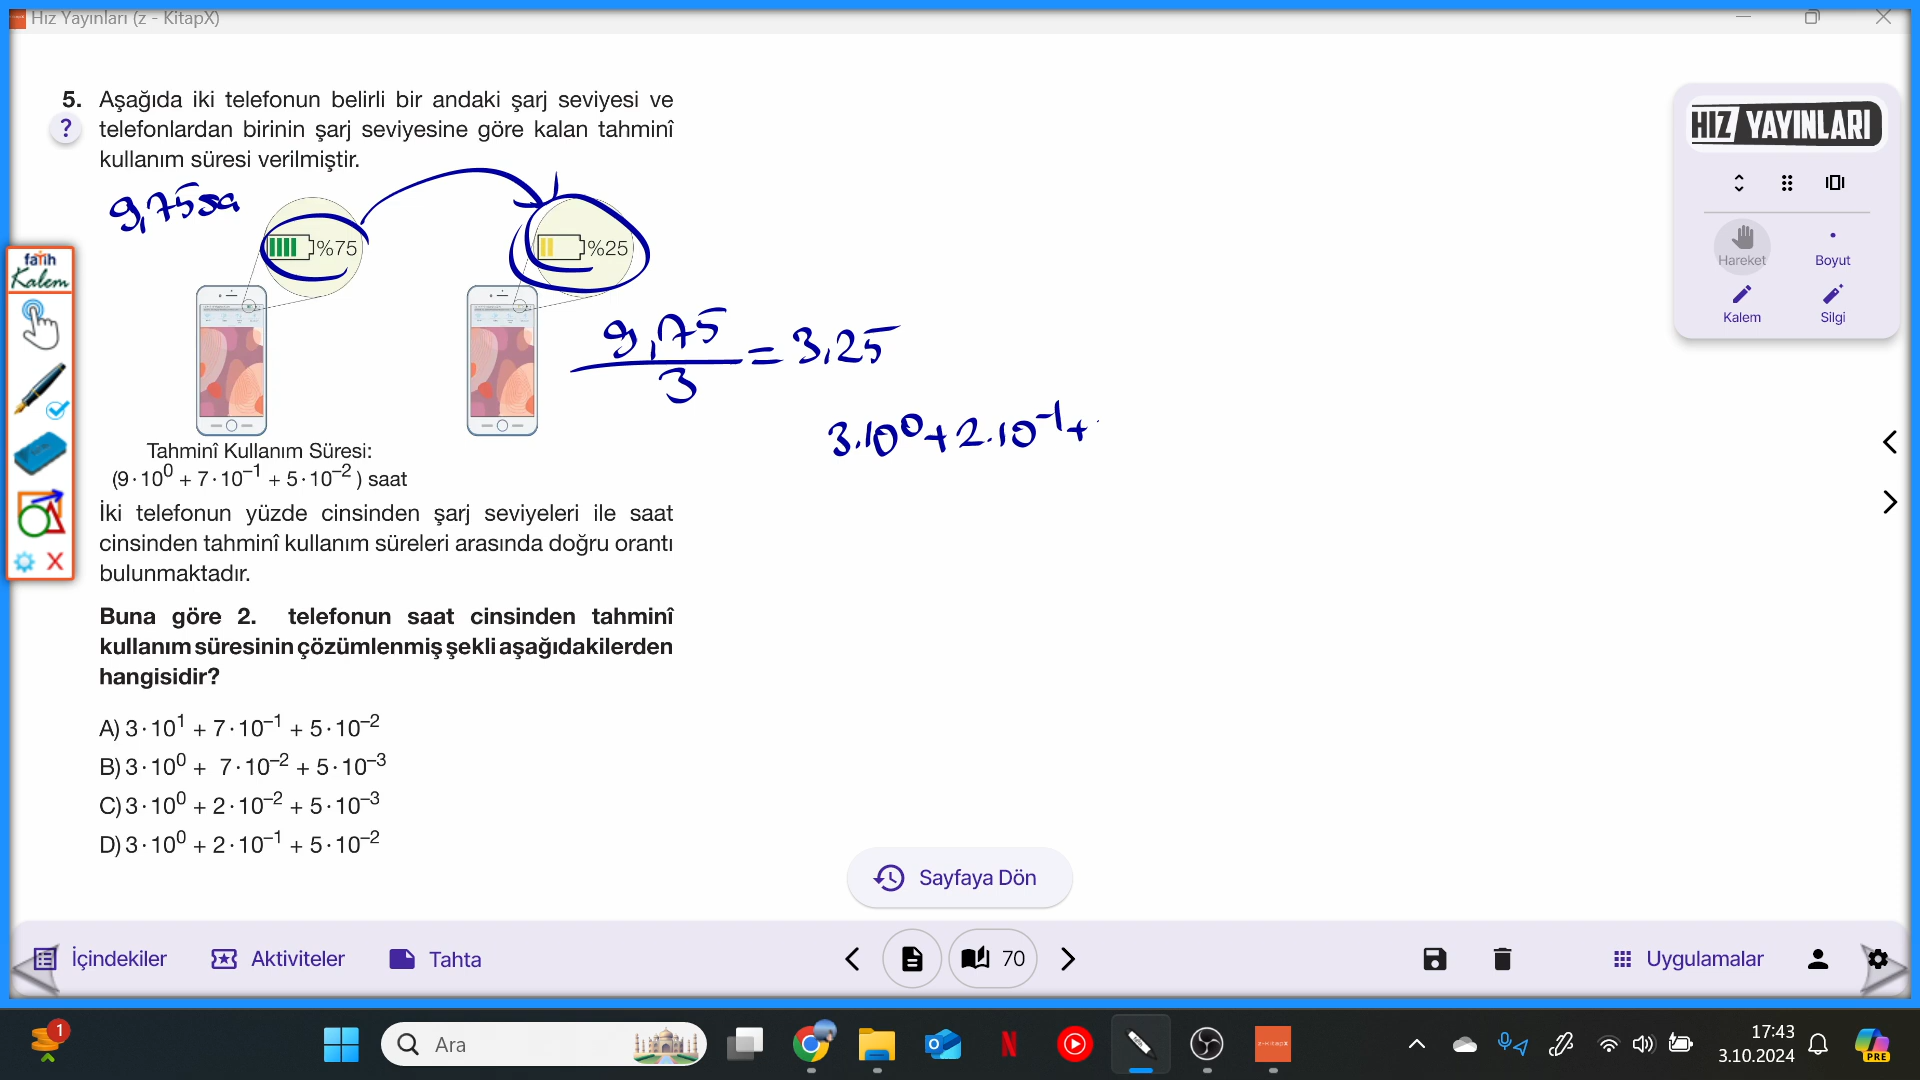 Hız Yayınları (z - KitapX)
5. Aşağıda iki telefonun belirli bir andaki şarj seviyesi ve
? telefonlardan birinin şarj seviyesine göre kalan tahminî
kullanım süresi verilmiştir.
9,75sa
%75
%25
9,75
3
= 3,25
3.10⁰+2.10⁻¹+
Tahminî Kullanım Süresi:
(9·10⁰ + 7·10⁻¹ + 5·10⁻²) saat
İki telefonun yüzde cinsinden şarj seviyeleri ile saat
cinsinden tahminî kullanım süreleri arasında doğru orantı
bulunmaktadır.
Buna göre 2. telefonun saat cinsinden tahminî
kullanım süresinin çözümlenmiş şekli aşağıdakilerden
hangisidir?
A) 3·10¹ + 7·10⁻¹ + 5·10⁻²
B) 3·10⁰ + 7·10⁻² + 5·10⁻³
C) 3·10⁰ + 2·10⁻² + 5·10⁻³
D) 3·10⁰ + 2·10⁻¹ + 5·10⁻²
fatih
Kalem
HIZ YAYINLARI
Hareket
Boyut
Kalem
Silgi
Sayfaya Dön
İçindekiler
Aktiviteler
Tahta
70
Uygulamalar
1
Ara
17:43
3.10.2024
PRE